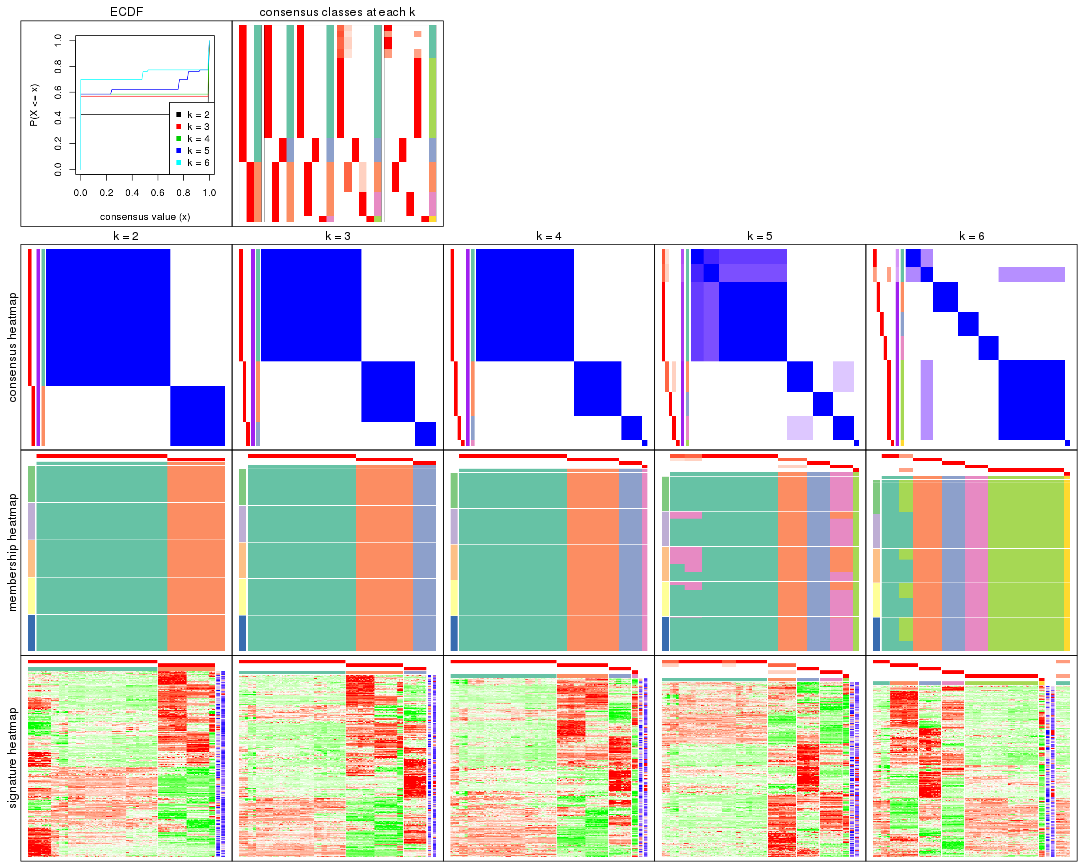 ECDF
consensus classes at each k
P(X <= x)
0.0 0.2 0.4 0.6 0.8 1.0
k = 2
k = 3
k = 4
k = 5
k = 6
0.0 0.2 0.4 0.6 0.8 1.0
consensus value (x)
k = 2 k = 3 k = 4 k = 5 k = 6
consensus heatmap
membership heatmap
signature heatmap